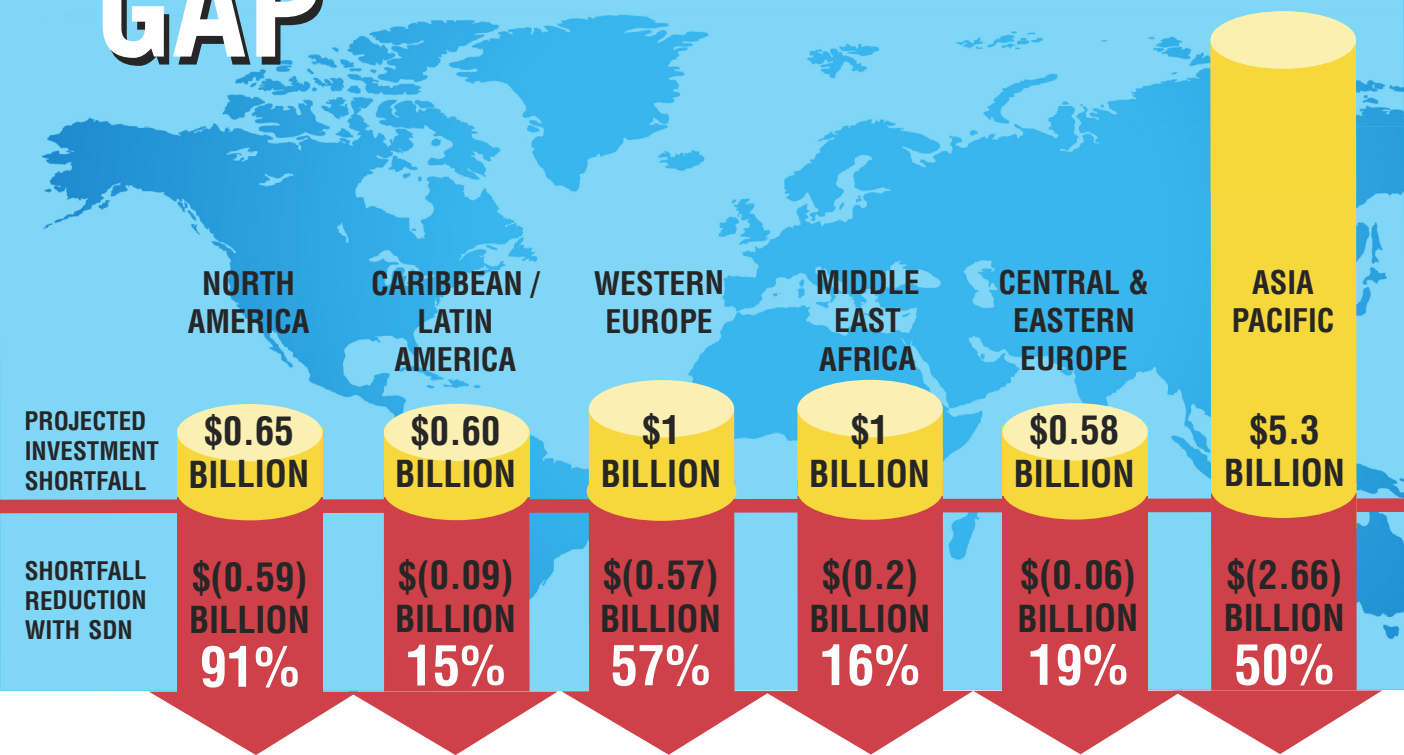 GAP
NORTH
AMERICA
CARIBBEAN /
LATIN
AMERICA
WESTERN
EUROPE
MIDDLE
EAST
AFRICA
CENTRAL &
EASTERN
EUROPE
ASIA
PACIFIC
PROJECTED
INVESTMENT
SHORTFALL
$0.65
BILLION
$0.60
BILLION
$1
BILLION
$1
BILLION
$0.58
BILLION
$5.3
BILLION
SHORTFALL
REDUCTION
WITH SDN
$(0.59)
BILLION
91%
$(0.09)
BILLION
15%
$(0.57)
BILLION
57%
$(0.2)
BILLION
16%
$(0.06)
BILLION
19%
$(2.66)
BILLION
50%